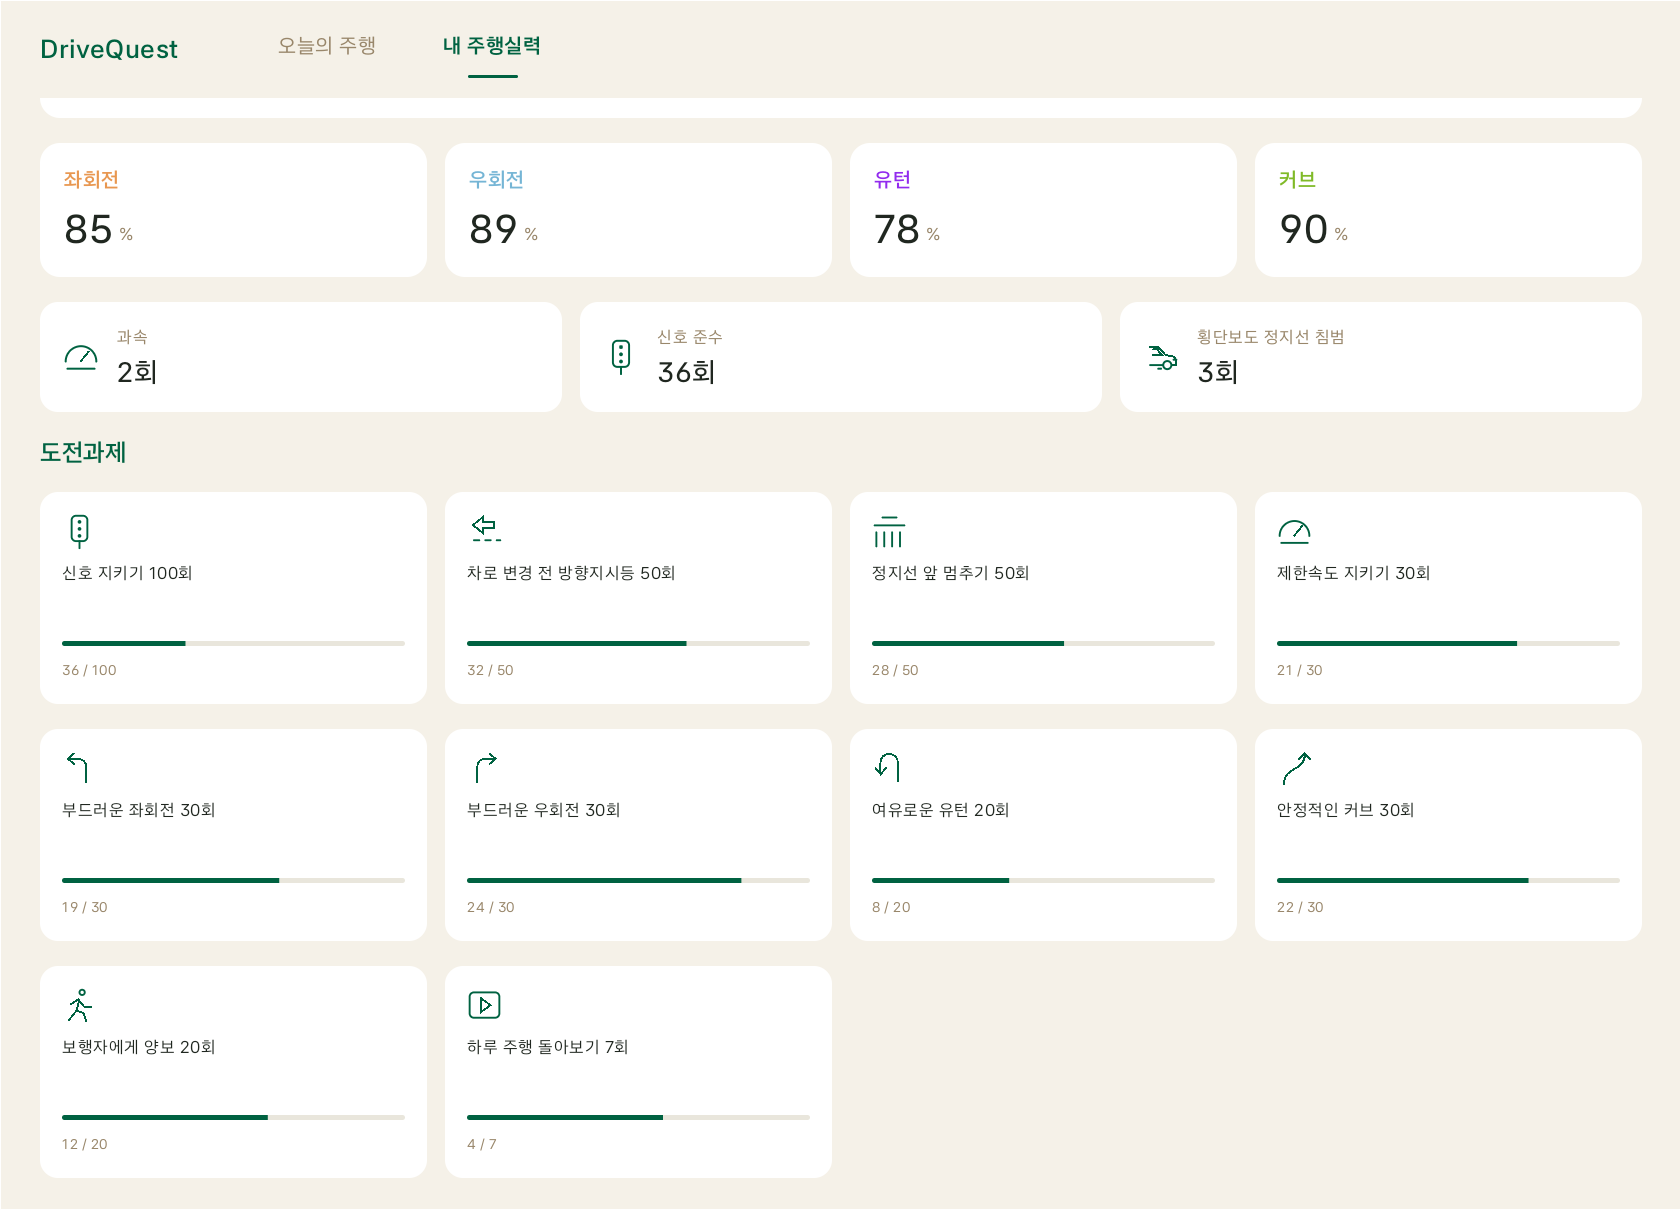 DriveQuest
오늘의 주행
내 주행실력
좌회전
85 %
우회전
89 %
유턴
78 %
커브
90 %
과속
2회
신호 준수
36회
횡단보도 정지선 침범
3회
도전과제
신호 지키기 100회
36 / 100
차로 변경 전 방향지시등 50회
32 / 50
정지선 앞 멈추기 50회
28 / 50
제한속도 지키기 30회
21 / 30
부드러운 좌회전 30회
19 / 30
부드러운 우회전 30회
24 / 30
여유로운 유턴 20회
8 / 20
안정적인 커브 30회
22 / 30
보행자에게 양보 20회
12 / 20
하루 주행 돌아보기 7회
4 / 7